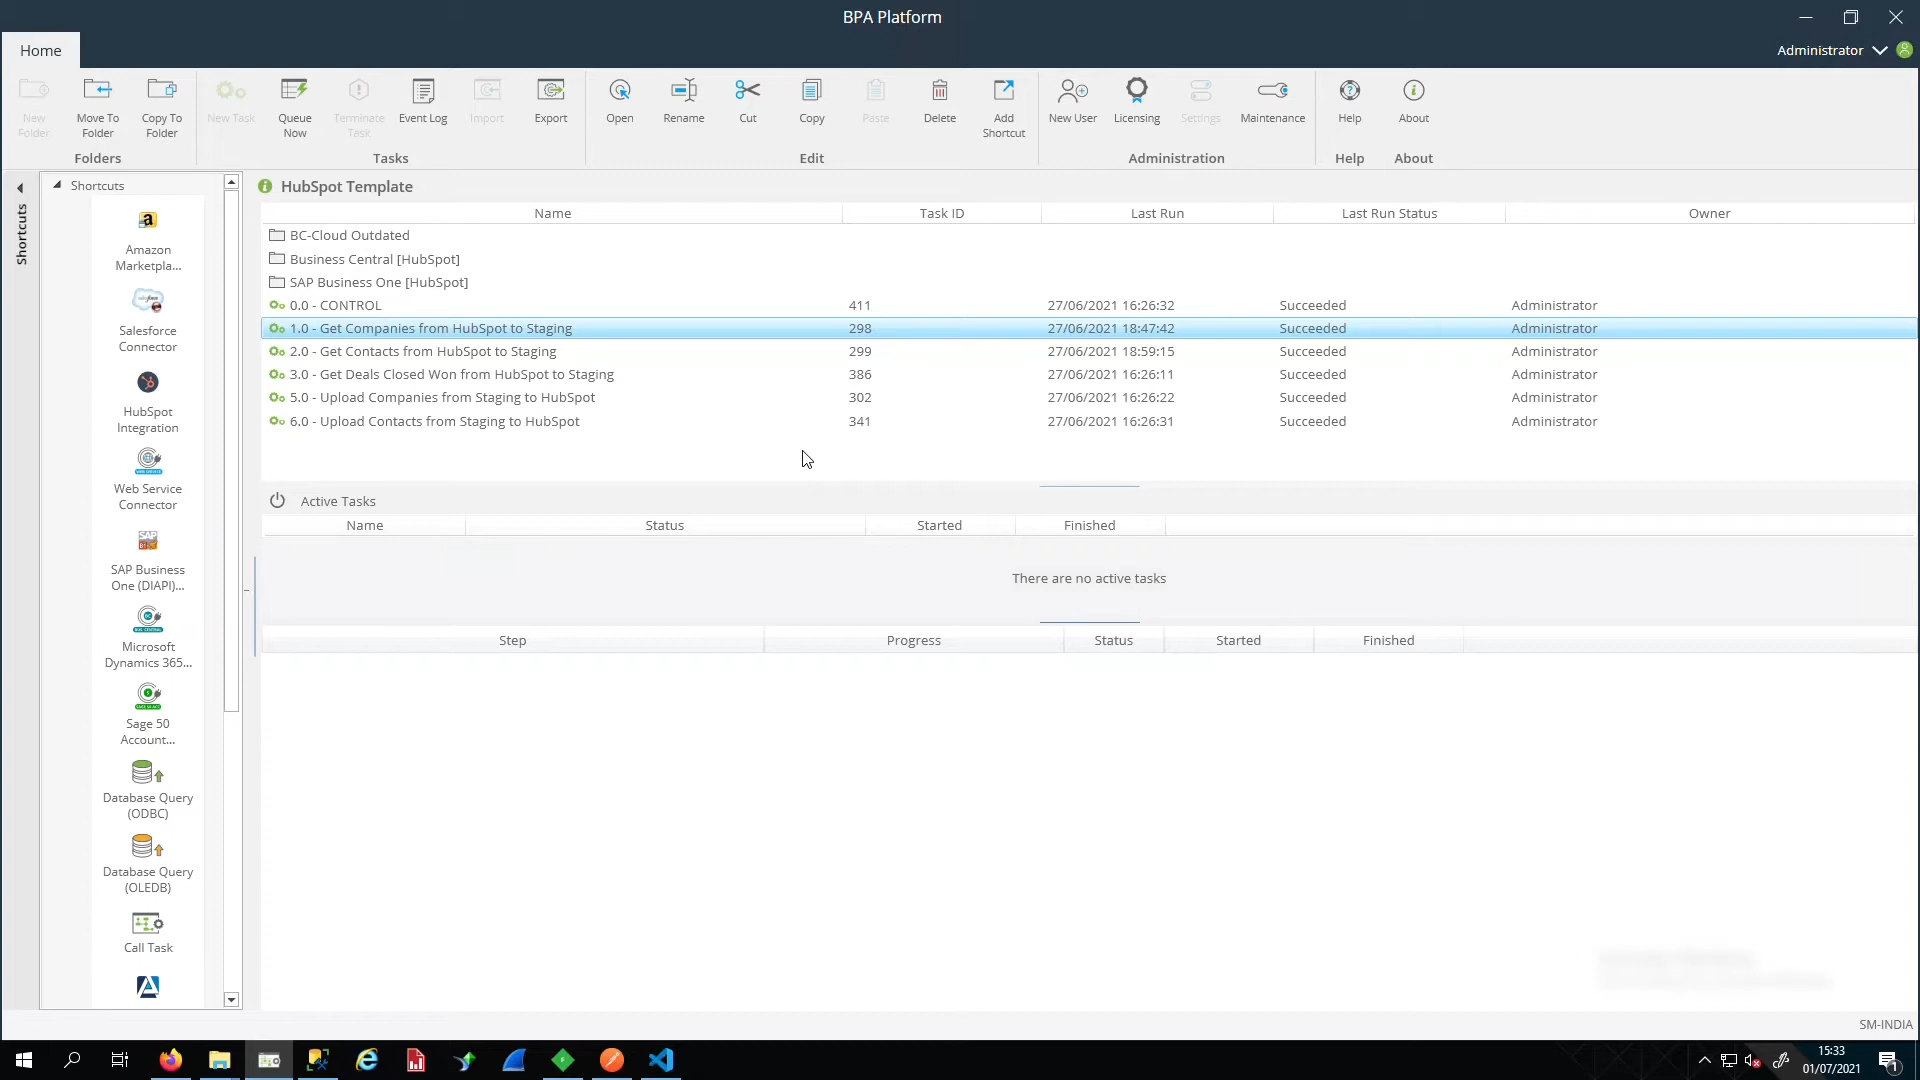 BPA Platform
Home
Administrator
New Folder
Move To Folder
Copy To Folder
Folders
New Task
Queue Now
Terminate Task
Event Log
Import
Export
Tasks
Open
Rename
Cut
Copy
Paste
Delete
Add Shortcut
Edit
New User
Licensing
Settings
Maintenance
Administration
Help
Help
About
About
Shortcuts
Shortcuts
Amazon
Marketpla...
Salesforce
Connector
HubSpot
Integration
Web Service
Connector
SAP Business
One (DIAPI)...
Microsoft
Dynamics 365...
Sage 50
Account...
Database Query
(ODBC)
Database Query
(OLEDB)
Call Task
HubSpot Template
Name Task ID Last Run Last Run Status Owner
BC-Cloud Outdated
Business Central [HubSpot]
SAP Business One [HubSpot]
0.0 - CONTROL 411 27/06/2021 16:26:32 Succeeded Administrator
1.0 - Get Companies from HubSpot to Staging 298 27/06/2021 18:47:42 Succeeded Administrator
2.0 - Get Contacts from HubSpot to Staging 299 27/06/2021 18:59:15 Succeeded Administrator
3.0 - Get Deals Closed Won from HubSpot to Staging 386 27/06/2021 16:26:11 Succeeded Administrator
5.0 - Upload Companies from Staging to HubSpot 302 27/06/2021 16:26:22 Succeeded Administrator
6.0 - Upload Contacts from Staging to HubSpot 341 27/06/2021 16:26:31 Succeeded Administrator
Active Tasks
Name Status Started Finished
There are no active tasks
Step Progress Status Started Finished
SM-INDIA
15:33
01/07/2021
1